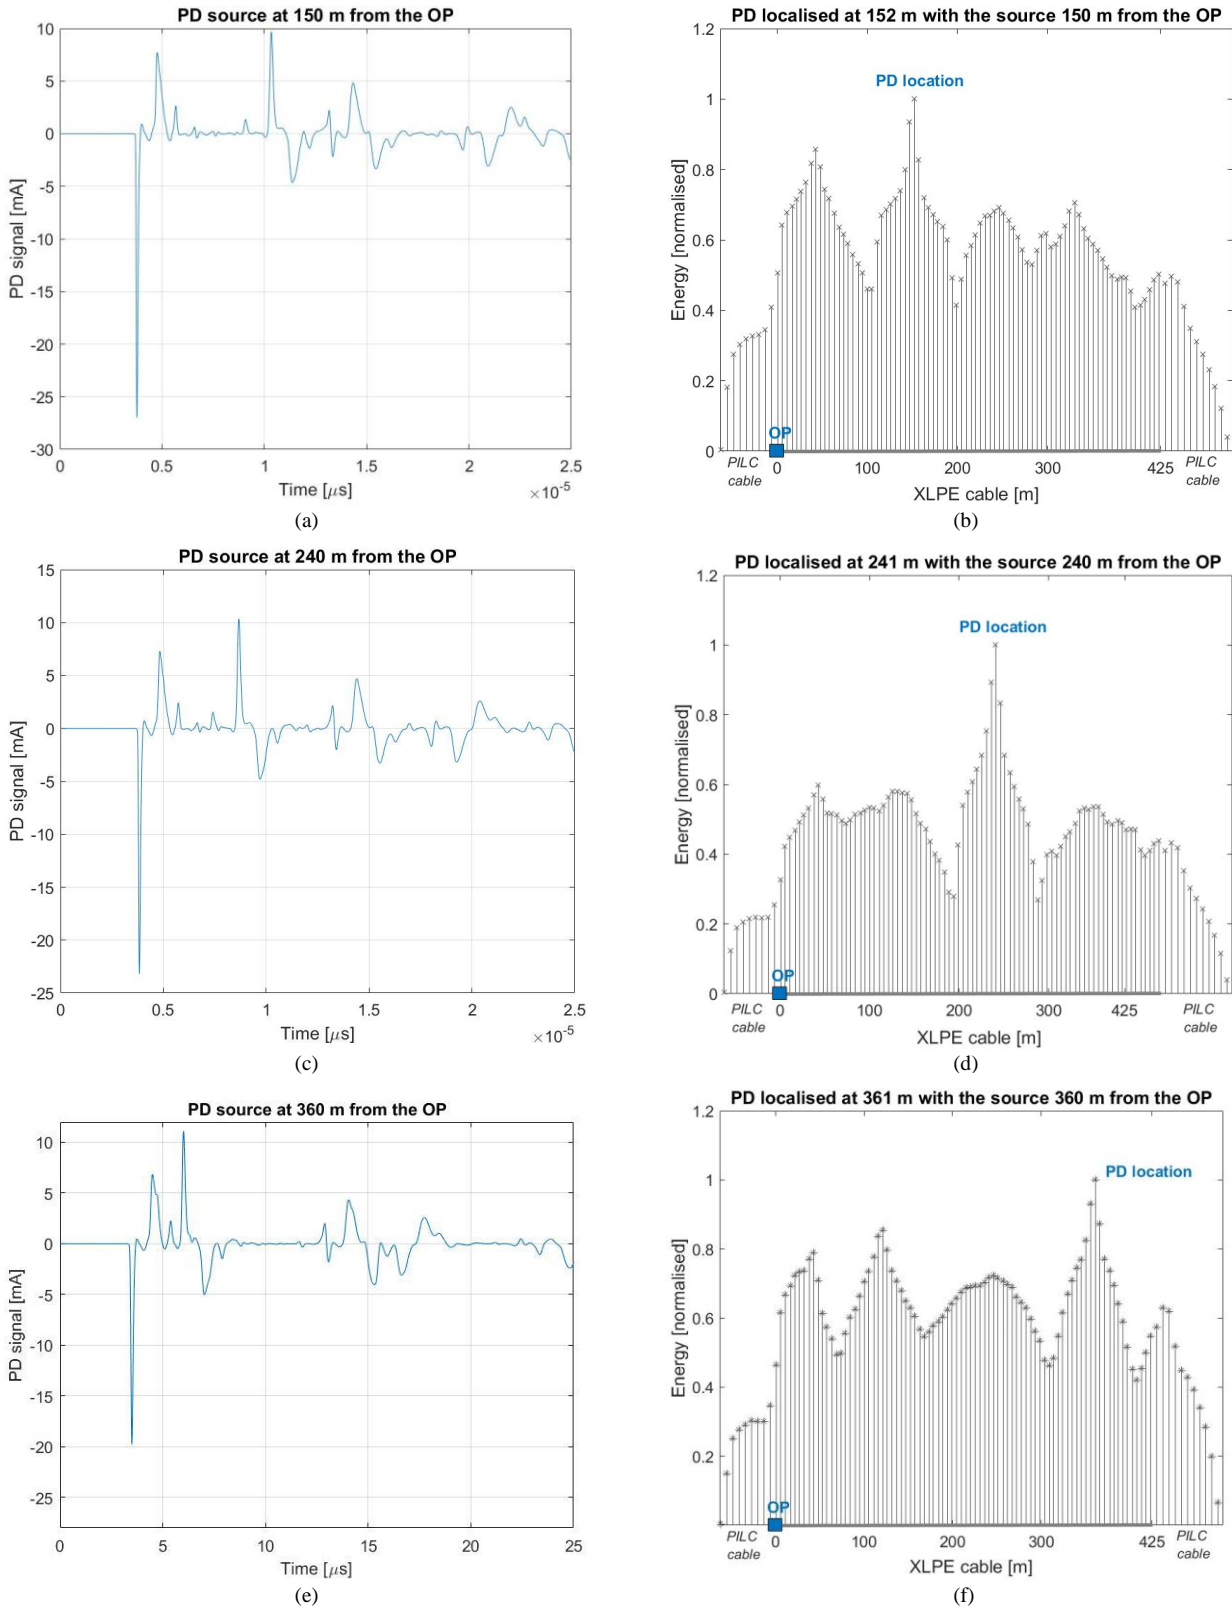 PD source at 150 m from the OP
10
5
0
-5
-10
-15
-20
-25
-30
PD signal [mA]
0 0.5 1 1.5 2 2.5
Time [μs]
×10-5
(a)
PD localised at 152 m with the source 150 m from the OP
1.2
1
0.8
0.6
0.4
0.2
0
Energy [normalised]
PD location
OP
PILC cable
0 100 200 300 425
PILC cable
XLPE cable [m]
(b)
PD source at 240 m from the OP
15
10
5
0
-5
-10
-15
-20
-25
PD signal [mA]
0 0.5 1 1.5 2 2.5
Time [μs]
×10-5
(c)
PD localised at 241 m with the source 240 m from the OP
1.2
1
0.8
0.6
0.4
0.2
0
Energy [normalised]
PD location
OP
PILC cable
0 100 200 300 425
PILC cable
XLPE cable [m]
(d)
PD source at 360 m from the OP
10
5
0
-5
-10
-15
-20
-25
PD signal [mA]
0 5 10 15 20 25
Time [μs]
(e)
PD localised at 361 m with the source 360 m from the OP
1.2
1
0.8
0.6
0.4
0.2
Energy [normalised]
PD location
OP
PILC cable
0 100 200 300 425
PILC cable
XLPE cable [m]
(f)